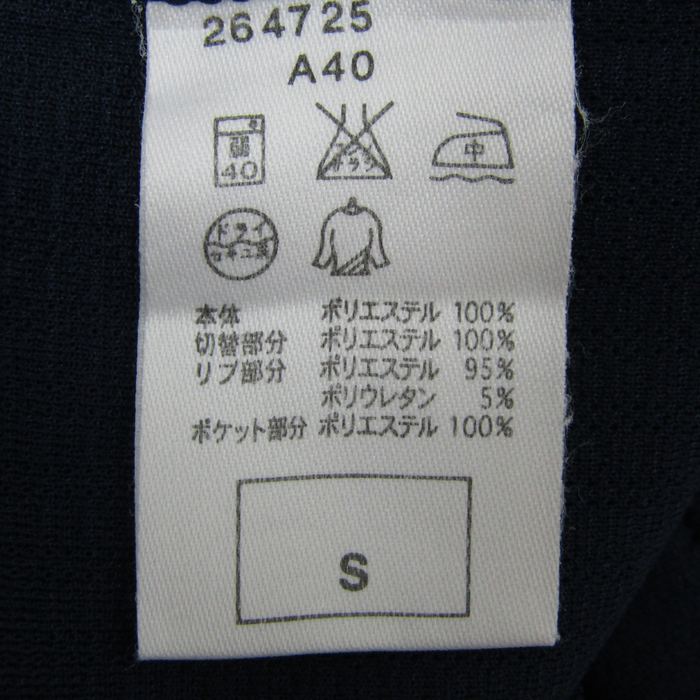 264725
A40
弱
40
エンソ
サラシ
中
ドライ
セキユ系
本体 ポリエステル 100%
切替部分 ポリエステル 100%
リブ部分 ポリエステル 95%
ポリウレタン 5%
ポケット部分 ポリエステル 100%
S